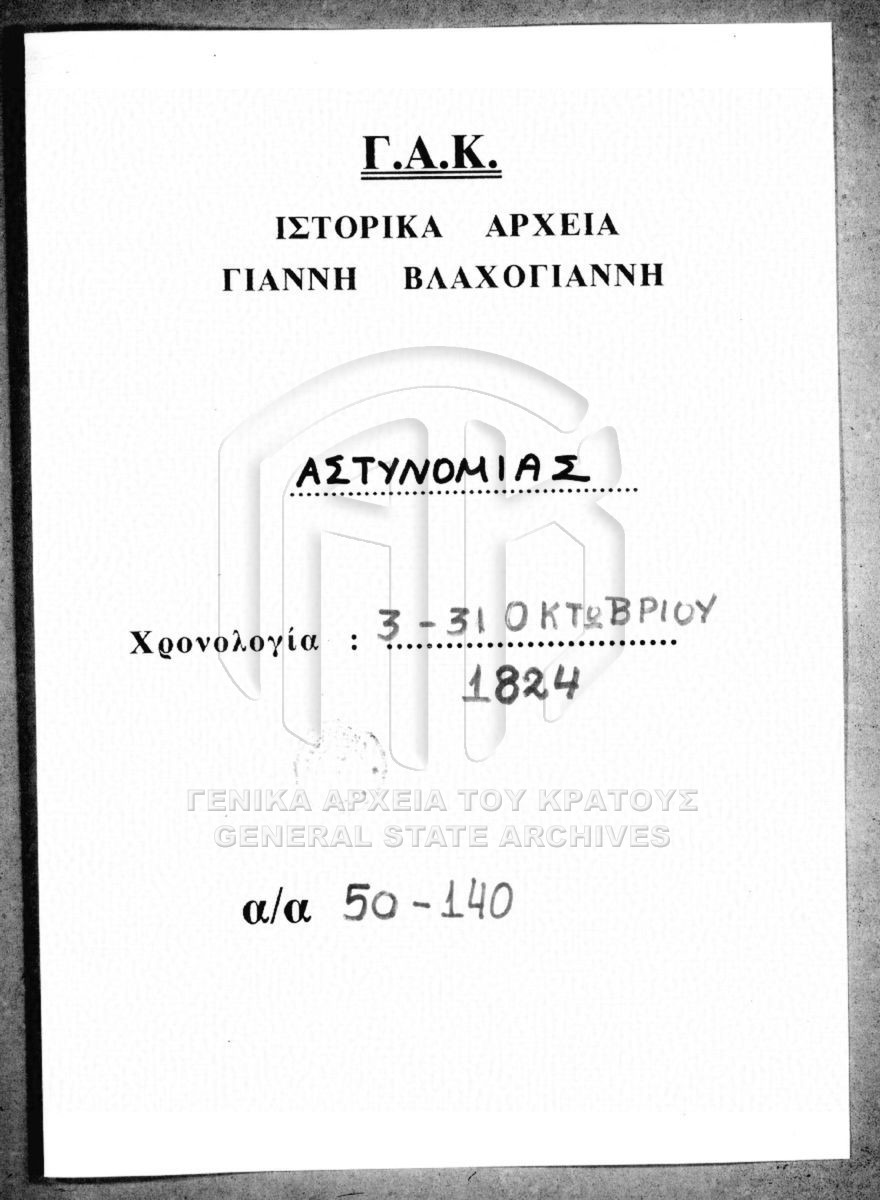 Γ.Α.Κ.
ΙΣΤΟΡΙΚΑ ΑΡΧΕΙΑ
ΓΙΑΝΝΗ ΒΛΑΧΟΓΙΑΝΝΗ
ΑΣΤΥΝΟΜΙΑΣ
Χρονολογία : 3-31 ΟΚΤΩΒΡΙΟΥ
1824
ΓΕΝΙΚΑ ΑΡΧΕΙΑ ΤΟΥ ΚΡΑΤΟΥΣ
GENERAL STATE ARCHIVES
α/α 50-140